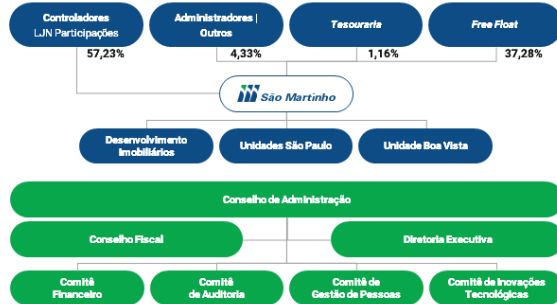 Controladores
LJN Participações
Administradores |
Outros
Tesouraria
Free Float
57,23%
4,33%
1,16%
37,28%
São Martinho
Desenvolvimento
Imobiliários
Unidades São Paulo
Unidade Boa Vista
Conselho de Administração
Conselho Fiscal
Diretoria Executiva
Comitê
Financeiro
Comitê
de Auditoria
Comitê de
Gestão de Pessoas
Comitê de Inovações
Tecnológicas